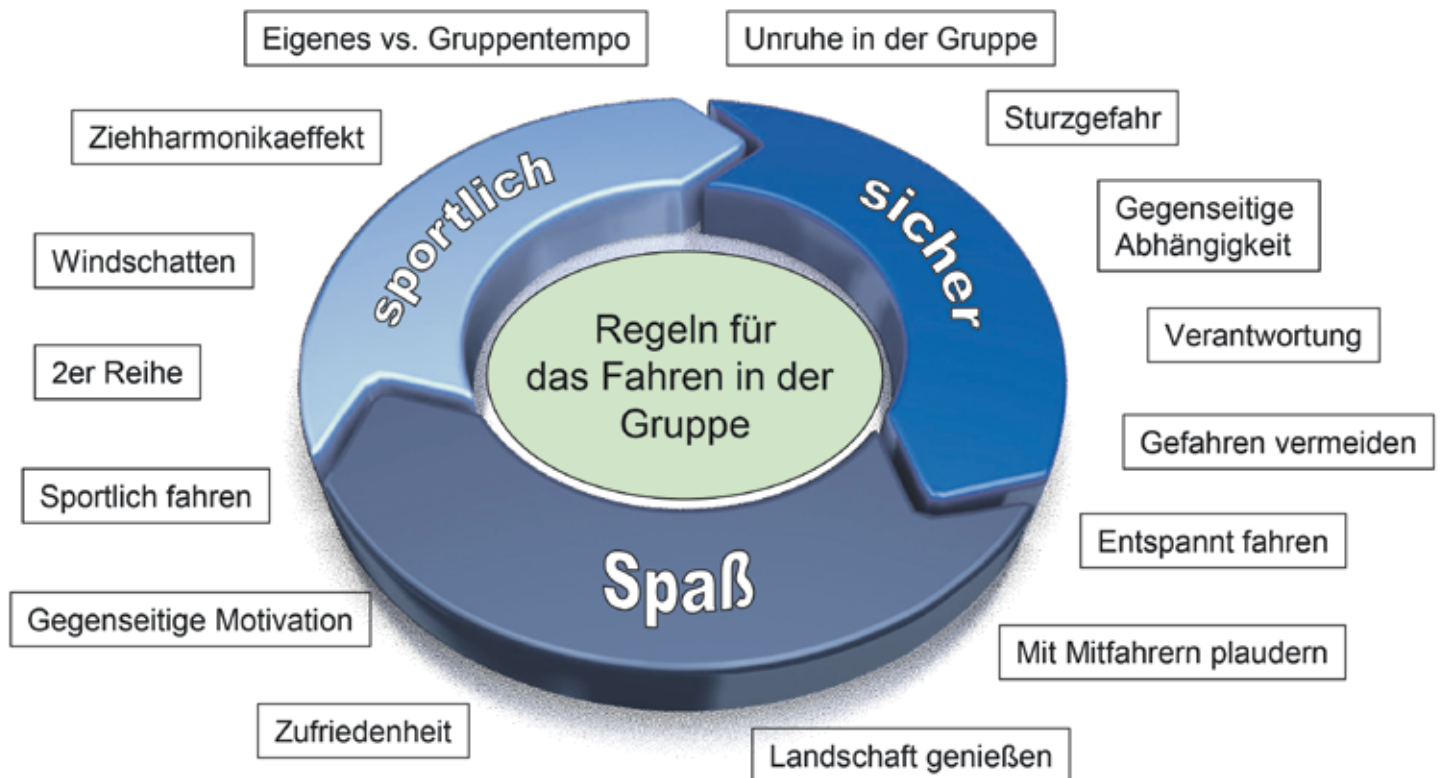 Eigenes vs. Gruppentempo
Unruhe in der Gruppe
Ziehharmonikaeffekt
Sturzgefahr
sportlich
sicher
Gegenseitige
Abhängigkeit
Windschatten
Verantwortung
Regeln für
das Fahren in der
Gruppe
2er Reihe
Gefahren vermeiden
Sportlich fahren
Entspannt fahren
Spaß
Gegenseitige Motivation
Mit Mitfahrern plaudern
Zufriedenheit
Landschaft genießen